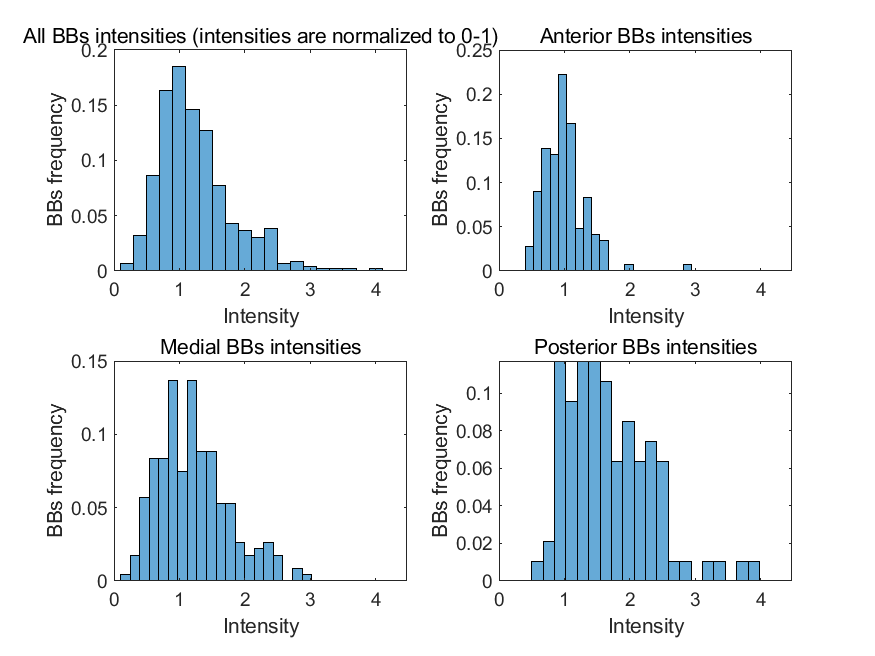 All BBs intensities (intensities are normalized to 0-1)
0.2
0.15
0.1
0.05
0
BBs frequency
0 1 2 3 4
Intensity
Anterior BBs intensities
0.25
0.2
0.15
0.1
0.05
0
BBs frequency
0 1 2 3 4
Intensity
Medial BBs intensities
0.15
0.1
0.05
0
BBs frequency
0 1 2 3 4
Intensity
Posterior BBs intensities
0.1
0.08
0.06
0.04
0.02
0
BBs frequency
0 1 2 3 4
Intensity